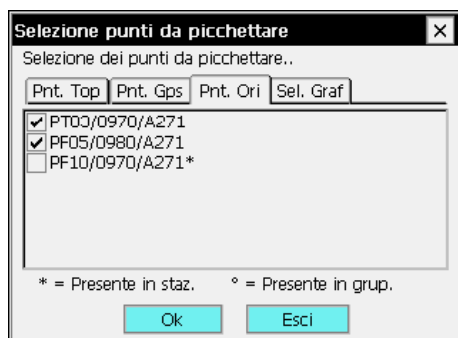 Selezione punti da picchettare
Selezione dei punti da picchettare..
Pnt. Top Pnt. Gps Pnt. Ori Sel. Graf
PT03/0970/A271
PF05/0980/A271
PF10/0970/A271*
* = Presente in staz. ° = Presente in grup.
Ok Esci